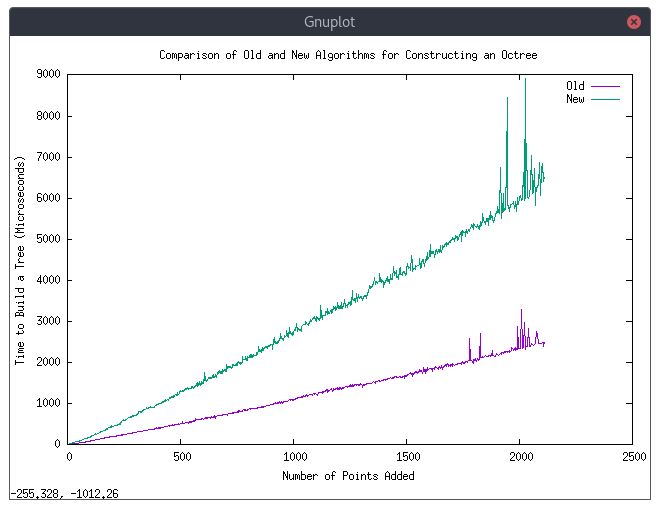 Gnuplot
Comparison of Old and New Algorithms for Constructing an Octree
9000
8000
7000
6000
5000
4000
3000
2000
1000
0
Time to Build a Tree (Microseconds)
Old
New
0 500 1000 1500 2000 2500
Number of Points Added
-255.328, -1012.26